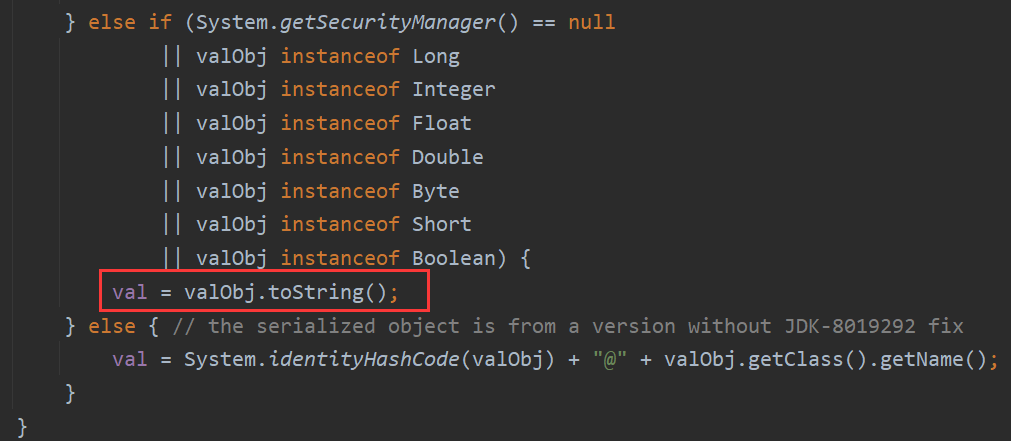 } else if (System.getSecurityManager() == null
|| valObj instanceof Long
|| valObj instanceof Integer
|| valObj instanceof Float
|| valObj instanceof Double
|| valObj instanceof Byte
|| valObj instanceof Short
|| valObj instanceof Boolean) {
val = valObj.toString();
} else { // the serialized object is from a version without JDK-8019292 fix
val = System.identityHashCode(valObj) + "@" + valObj.getClass().getName();
}
}